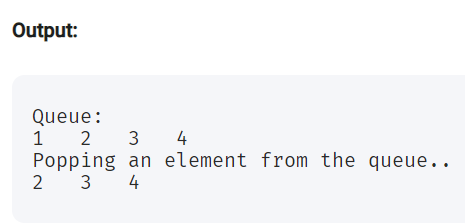 Output:
Queue:
1 2 3 4
Popping an element from the queue..
2 3 4